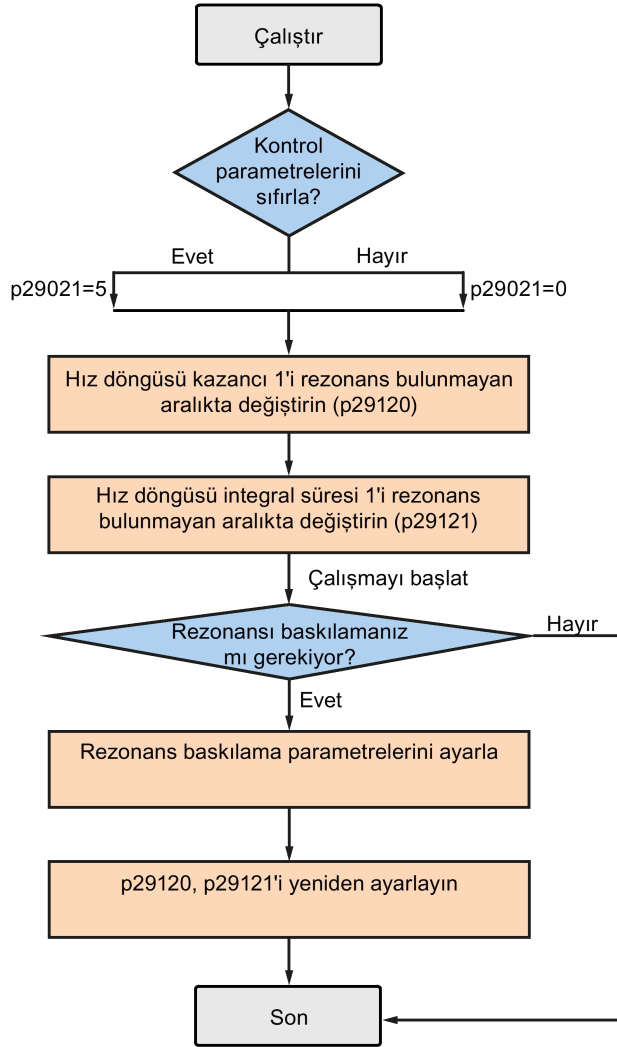 Çalıştır
Kontrol
parametrelerini
sıfırla?
Evet
Hayır
p29021=5
p29021=0
Hız döngüsü kazancı 1'i rezonans bulunmayan
aralıkta değiştirin (p29120)
Hız döngüsü integral süresi 1'i rezonans
bulunmayan aralıkta değiştirin (p29121)
Çalışmayı başlat
Rezonansı baskılamanız
mı gerekiyor?
Hayır
Evet
Rezonans baskılama parametrelerini ayarla
p29120, p29121'i yeniden ayarlayın
Son